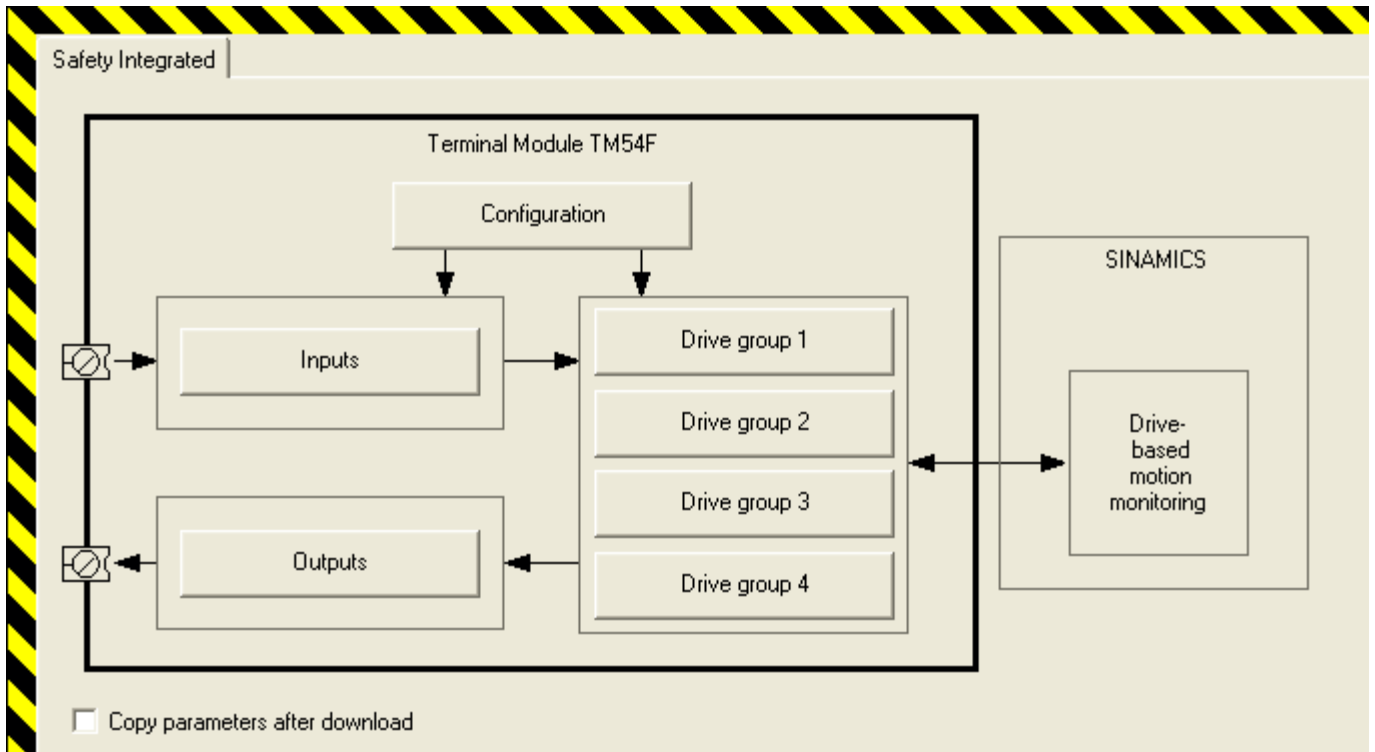 Safety Integrated
Terminal Module TM54F
Configuration
SINAMICS
Inputs
Drive group 1
Drive group 2
Drive group 3
Drive group 4
Outputs
Drive-
based
motion
monitoring
Copy parameters after download